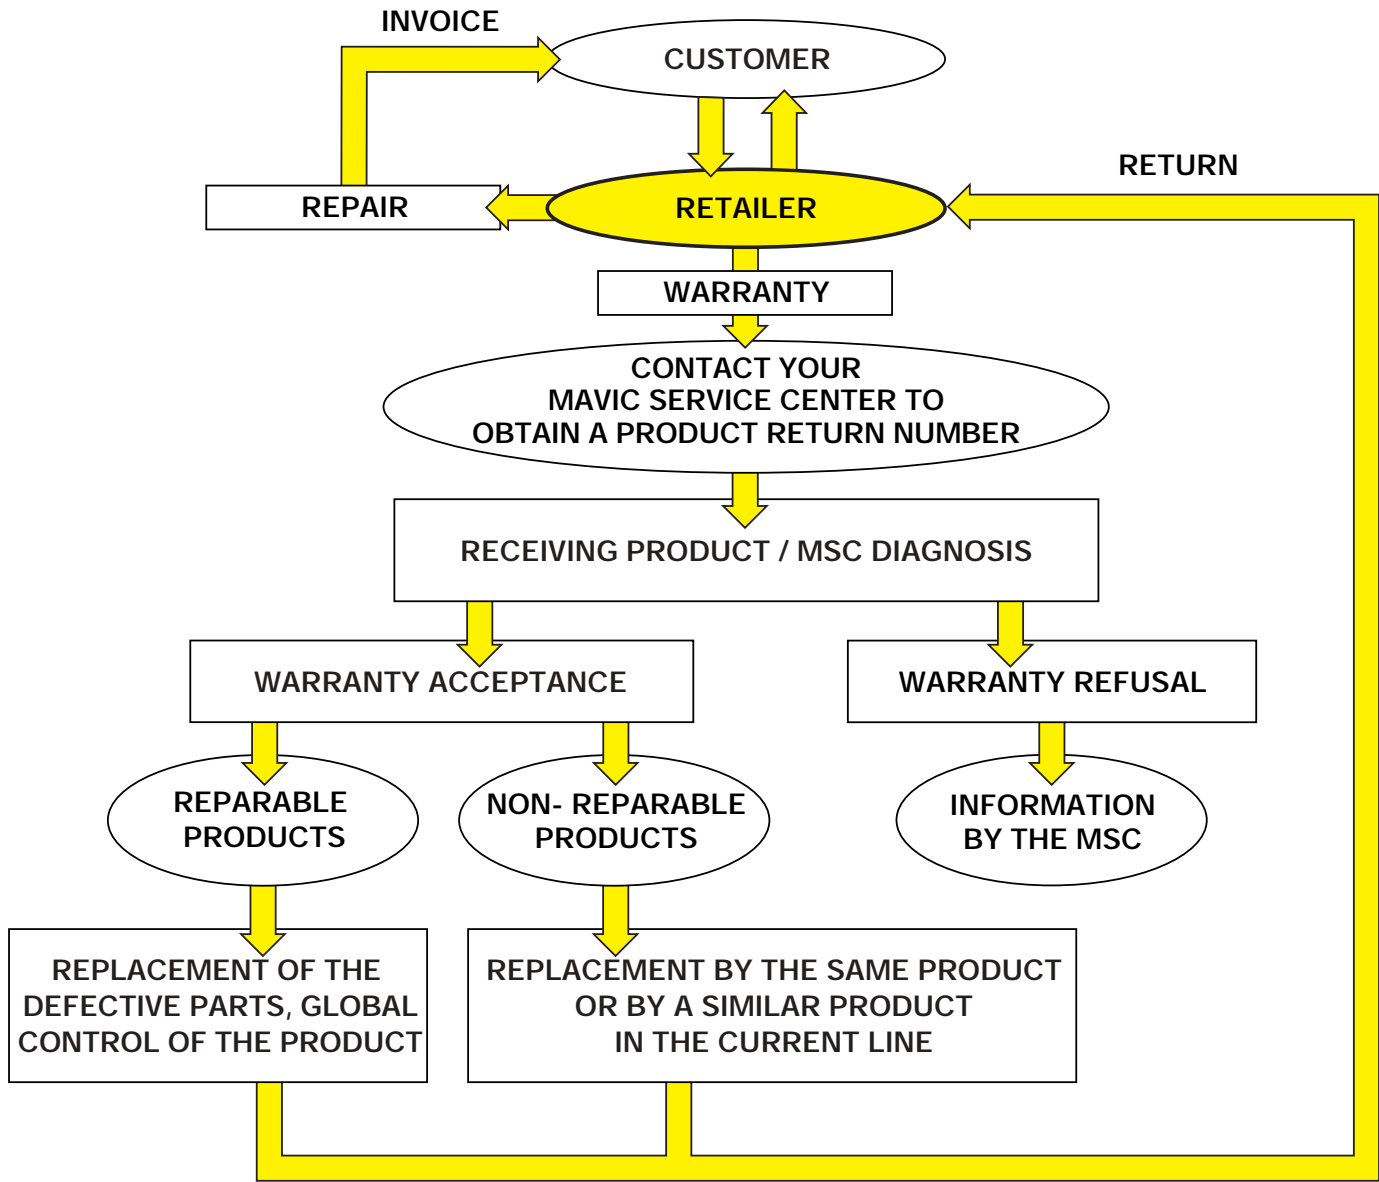 INVOICE
CUSTOMER
RETURN
REPAIR
RETAILER
WARRANTY
CONTACT YOUR
MAVIC SERVICE CENTER TO
OBTAIN A PRODUCT RETURN NUMBER
RECEIVING PRODUCT / MSC DIAGNOSIS
WARRANTY ACCEPTANCE
WARRANTY REFUSAL
REPARABLE
PRODUCTS
NON- REPARABLE
PRODUCTS
INFORMATION
BY THE MSC
REPLACEMENT OF THE
DEFECTIVE PARTS, GLOBAL
CONTROL OF THE PRODUCT
REPLACEMENT BY THE SAME PRODUCT
OR BY A SIMILAR PRODUCT
IN THE CURRENT LINE